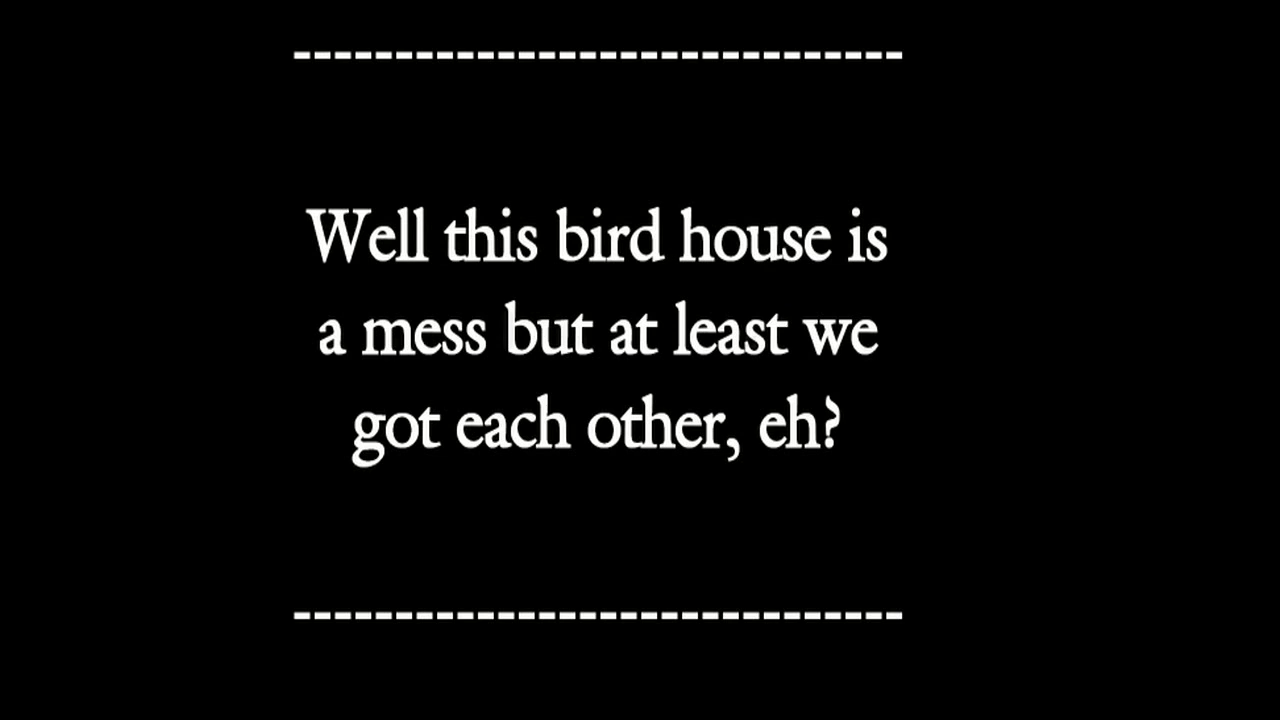 ------------------------------
Well this bird house is
a mess but at least we
got each other, eh?
------------------------------